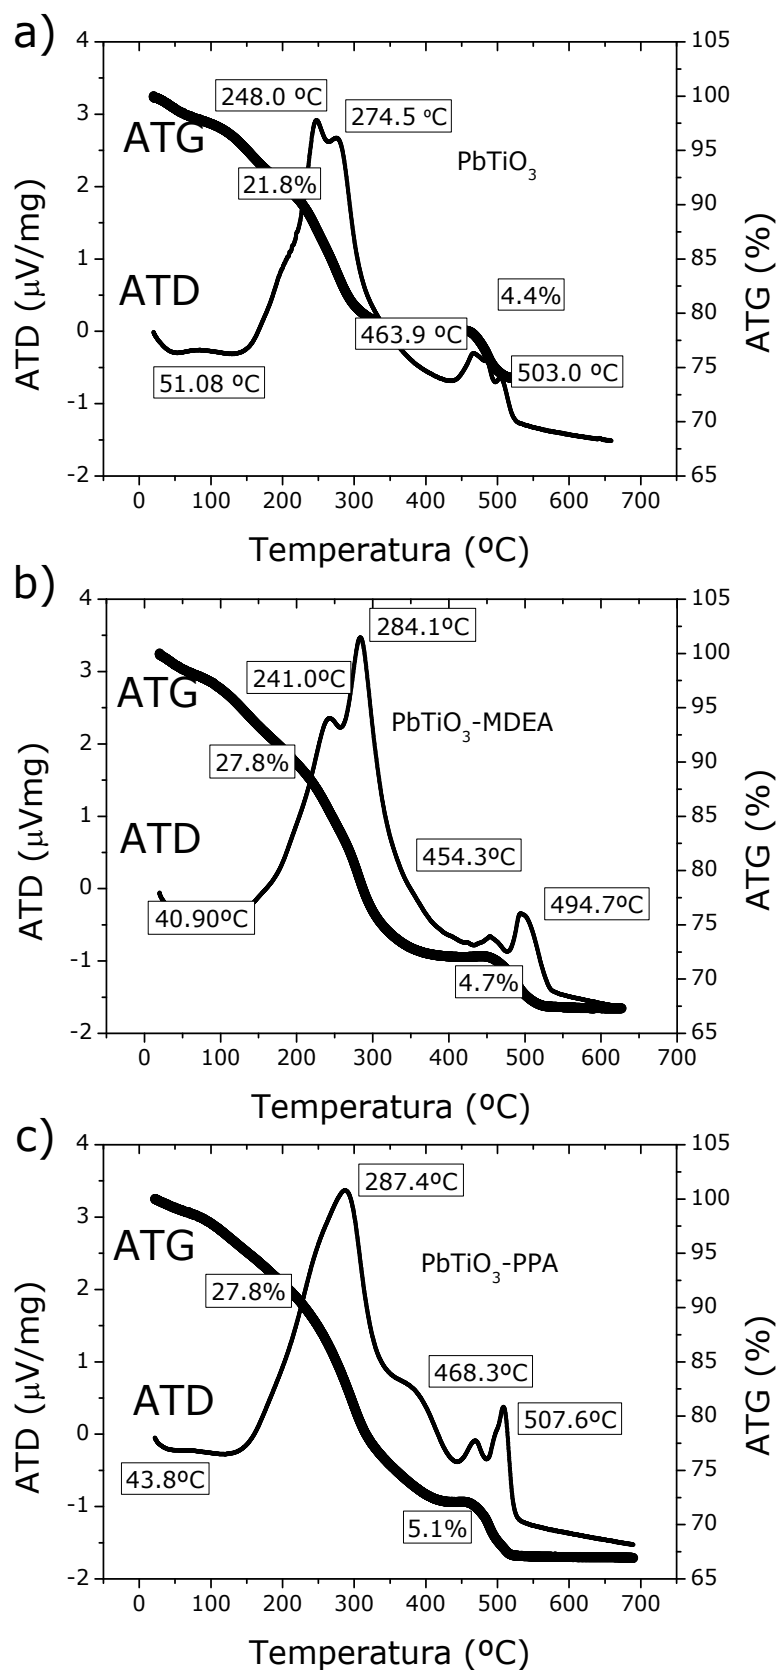 a)
4
3
2
1
0
-1
-2
105
100
95
90
85
80
75
70
65
0 100 200 300 400 500 600 700
ATD (µV/mg)
ATG (%)
Temperatura (ºC)
248.0 ºC
274.5 ºC
ATG
PbTiO3
21.8%
ATD
4.4%
463.9 ºC
503.0 ºC
51.08 ºC
b)
4
3
2
1
0
-1
-2
105
100
95
90
85
80
75
70
65
0 100 200 300 400 500 600 700
ATD (µVmg)
ATG (%)
Temperatura (ºC)
284.1ºC
241.0ºC
ATG
PbTiO3-MDEA
27.8%
ATD
454.3ºC
494.7ºC
40.90ºC
4.7%
c)
4
3
2
1
0
-1
-2
105
100
95
90
85
80
75
70
65
0 100 200 300 400 500 600 700
ATD (µV/mg)
ATG (%)
Temperatura (ºC)
287.4ºC
ATG
PbTiO3-PPA
27.8%
468.3ºC
ATD
507.6ºC
43.8ºC
5.1%